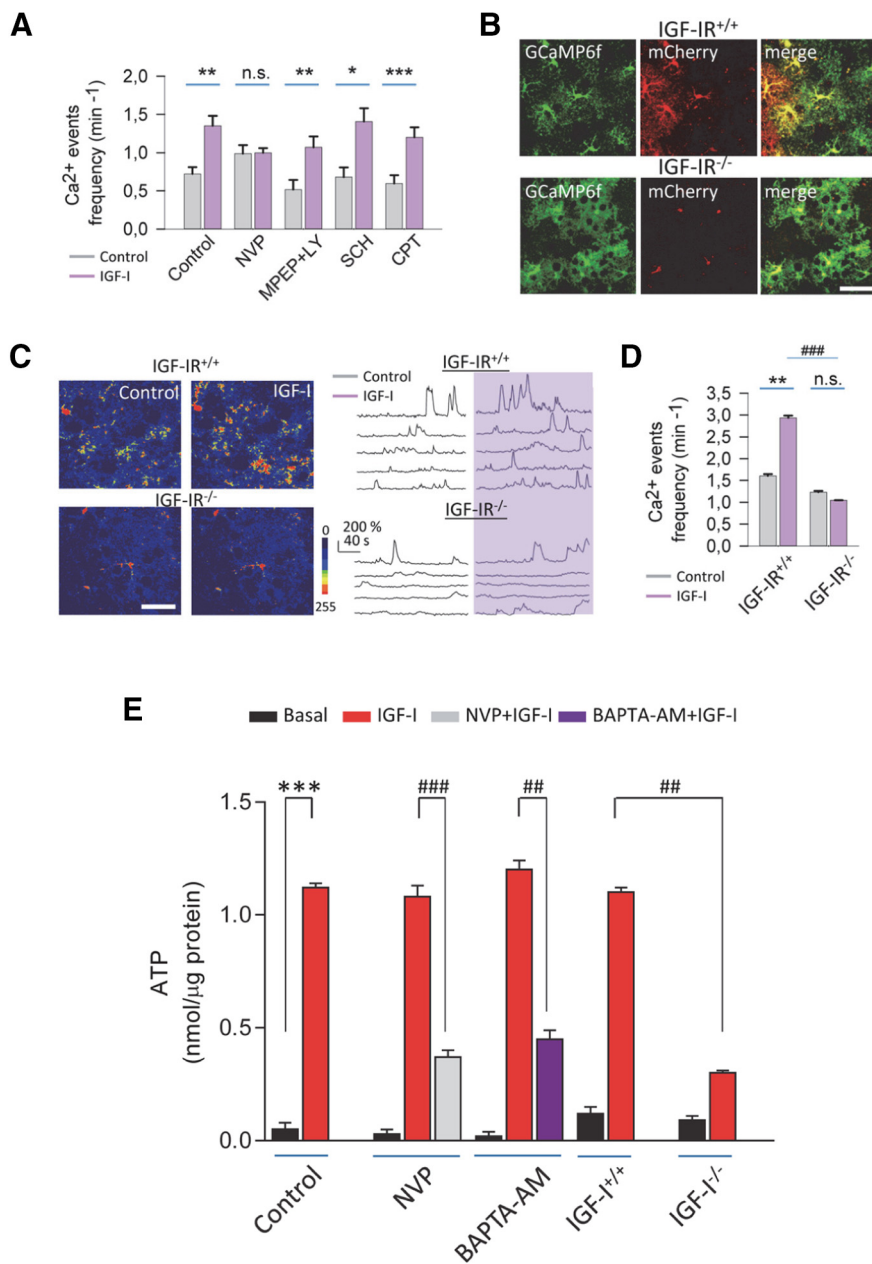 A
Ca2+ events
frequency (min -1)
2,0
1,5
1,0
0,5
0,0
** n.s. ** * ***
Control NVP MPEP+LY SCH CPT
Control
IGF-I
B
IGF-IR+/+
GCaMP6f mCherry merge
IGF-IR-/-
GCaMP6f mCherry merge
C
IGF-IR+/+
Control IGF-I
IGF-IR-/-
0
255
Control
IGF-I
IGF-IR+/+
200 %
40 s
IGF-IR-/-
D
###
** n.s.
Ca2+ events
frequency (min -1)
3,5
3,0
2,5
2,0
1,5
1,0
0,5
0,0
IGF-IR+/+ IGF-IR-/-
Control
IGF-I
E
Basal IGF-I NVP+IGF-I BAPTA-AM+IGF-I
*** ### ## ##
ATP
(nmol/µg protein)
1.5
1.0
0.5
0.0
Control NVP BAPTA-AM IGF-I+/+ IGF-I-/-